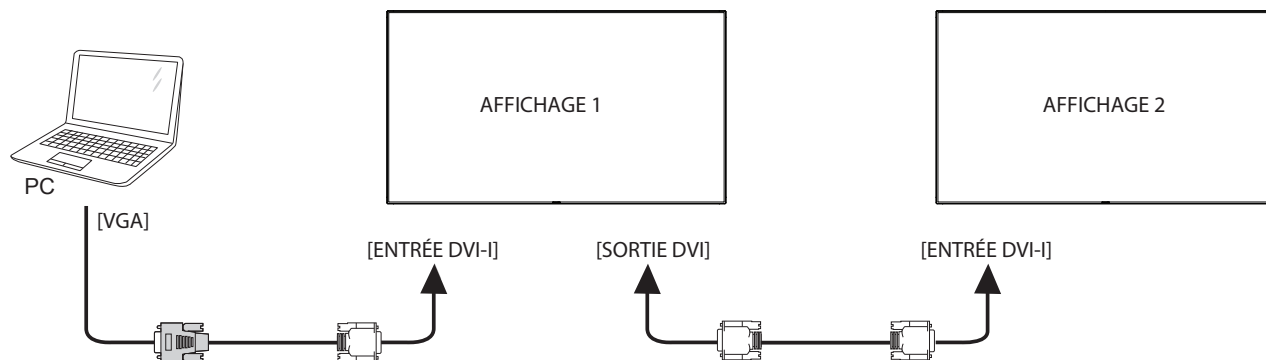 AFFICHAGE 1
AFFICHAGE 2
PC
[VGA]
[ENTRÉE DVI-I]
[SORTIE DVI]
[ENTRÉE DVI-I]